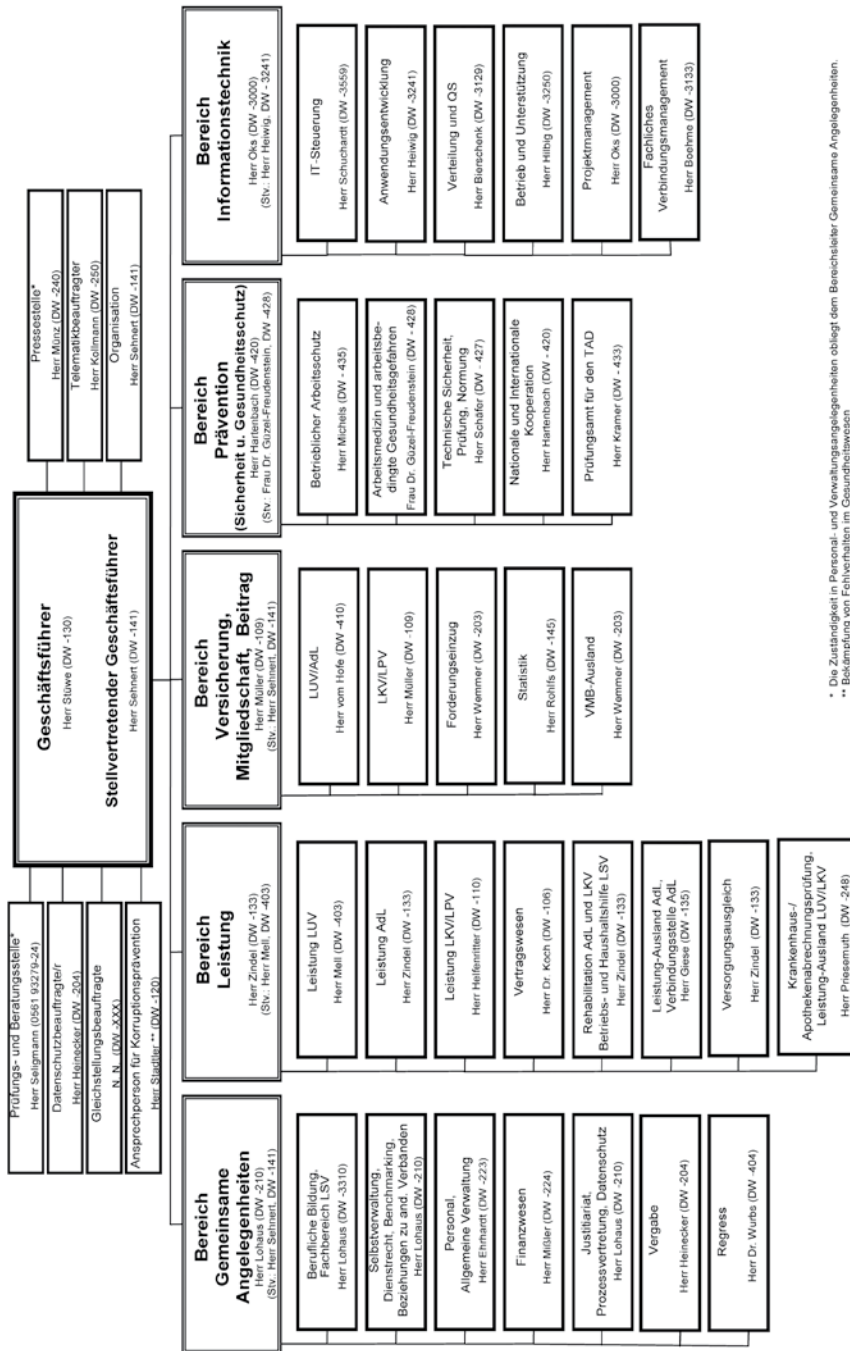 Geschäftsführer
Herr Stüwe (DW -130)
Stellvertretender Geschäftsführer
Herr Sehnert (DW -141)
Prüfungs- und Beratungsstelle*
Herr Seligmann (0561 93279-24)
Datenschutzbeauftragte/r
Herr Heinecker (DW -204)
Gleichstellungsbeauftragte
N. N. (DW -XXX)
Ansprechperson für Korruptionsprävention
Herr Stadtler ** (DW -120)
Pressestelle*
Herr Münz (DW -240)
Telematikbeauftragter
Herr Kollmann (DW -250)
Organisation
Herr Sehnert (DW -141)
Bereich
Gemeinsame
Angelegenheiten
Herr Lohaus (DW -210)
(Stv.: Herr Sehnert, DW -141)
Berufliche Bildung,
Fachbereich LSV
Herr Lohaus (DW -3310)
Selbstverwaltung,
Dienstrecht, Benchmarking,
Beziehungen zu and. Verbänden
Herr Lohaus (DW -210)
Personal,
Allgemeine Verwaltung
Herr Ehrhardt (DW -223)
Finanzwesen
Herr Mißler (DW -224)
Justitiariat,
Prozessvertretung, Datenschutz
Herr Lohaus (DW -210)
Vergabe
Herr Heinecker (DW -204)
Regress
Herr Dr. Wurbs (DW -404)
Bereich
Leistung
Herr Zindel (DW -133)
(Stv.: Herr Mell, DW -403)
Leistung LUV
Herr Mell (DW -403)
Leistung AdL
Herr Zindel (DW -133)
Leistung LKV/LPV
Herr Helfenritter (DW -110)
Vertragswesen
Herr Dr. Koch (DW -106)
Rehabilitation AdL und LKV
Betriebs- und Haushaltshilfe LSV
Herr Zindel (DW -133)
Leistung-Ausland AdL,
Verbindungsstelle AdL
Herr Giese (DW -135)
Versorgungsausgleich
Herr Zindel (DW -133)
Krankenhaus-/
Apothekenabrechnungsprüfung,
Leistung-Ausland LUV/LKV
Herr Priesemuth (DW -248)
Bereich
Versicherung,
Mitgliedschaft, Beitrag
Herr Müller (DW -109)
(Stv.: Herr Sehnert, DW -141)
LUV/AdL
Herr vom Hofe (DW -410)
LKV/LPV
Herr Müller (DW -109)
Forderungseinzug
Herr Wemmer (DW -203)
Statistik
Herr Rohlfs (DW -145)
VMB-Ausland
Herr Wemmer (DW -203)
Bereich
Prävention
(Sicherheit u. Gesundheitsschutz)
Herr Hartenbach (DW -420)
(Stv.: Frau Dr. Güzel-Freudenstein, DW -428)
Betrieblicher Arbeitsschutz
Herr Michels (DW - 435)
Arbeitsmedizin und arbeitsbe-
dingte Gesundheitsgefahren
Frau Dr. Güzel-Freudenstein (DW - 428)
Technische Sicherheit,
Prüfung, Normung
Herr Schäfer (DW - 427)
Nationale und Internationale
Kooperation
Herr Hartenbach (DW - 420)
Prüfungsamt für den TAD
Herr Kramer (DW - 433)
Bereich
Informationstechnik
Herr Oks (DW -3000)
(Stv.: Herr Heiwig, DW - 3241)
IT-Steuerung
Herr Schuchardt (DW -3559)
Anwendungsentwicklung
Herr Heiwig (DW -3241)
Verteilung und QS
Herr Bierschenk (DW -3129)
Betrieb und Unterstützung
Herr Hilbig (DW -3250)
Projektmanagement
Herr Oks (DW -3000)
Fachliches
Verbindungsmanagement
Herr Boehme (DW -3133)
* Die Zuständigkeit in Personal- und Verwaltungsangelegenheiten obliegt dem Bereichsleiter Gemeinsame Angelegenheiten.
** Bekämpfung von Fehlverhalten im Gesundheitswesen